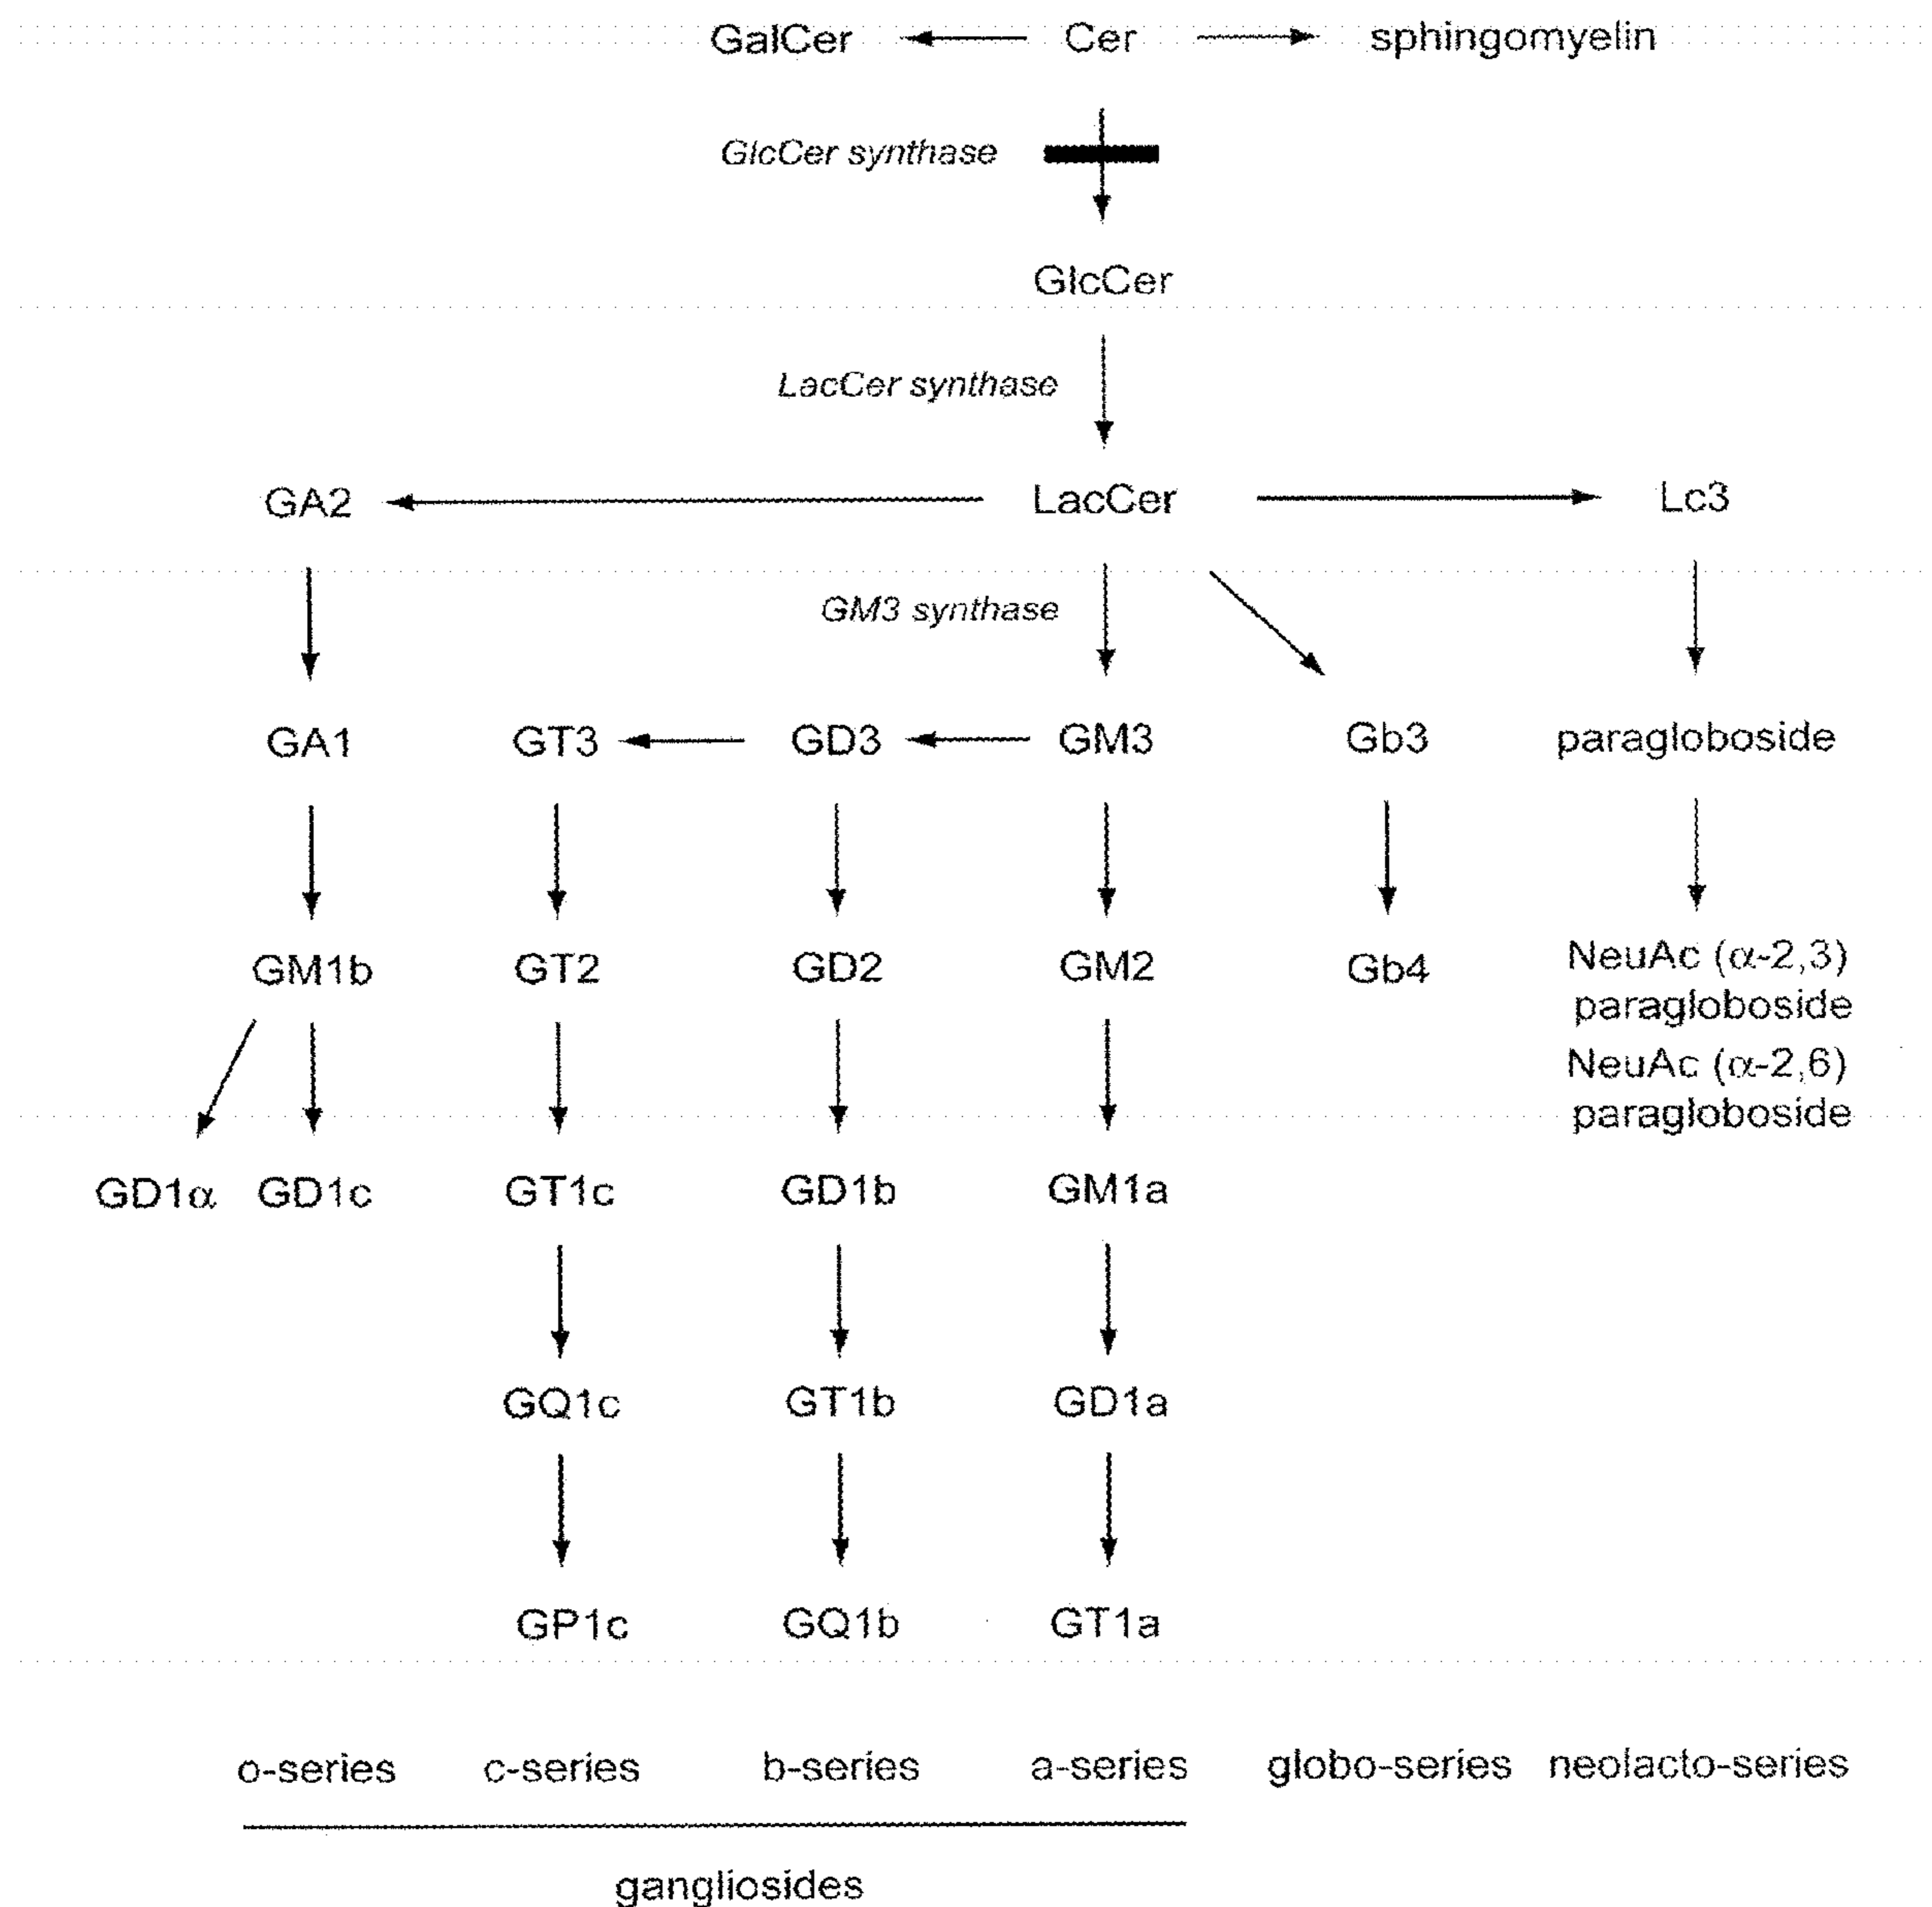 GalCer Cer sphingomyelin
GlcCer synthase
GlcCer
LacCer synthase
GA2 LacCer Lc3
GM3 synthase
GA1 GT3 GD3 GM3 Gb3 paragloboside
GM1b GT2 GD2 GM2 Gb4 NeuAc (α-2,3)
paragloboside
NeuAc (α-2,6)
paragloboside
GD1α GD1c GT1c GD1b GM1a
GQ1c GT1b GD1a
GP1c GQ1b GT1a
o-series c-series b-series a-series globo-series neolacto-series
gangliosides